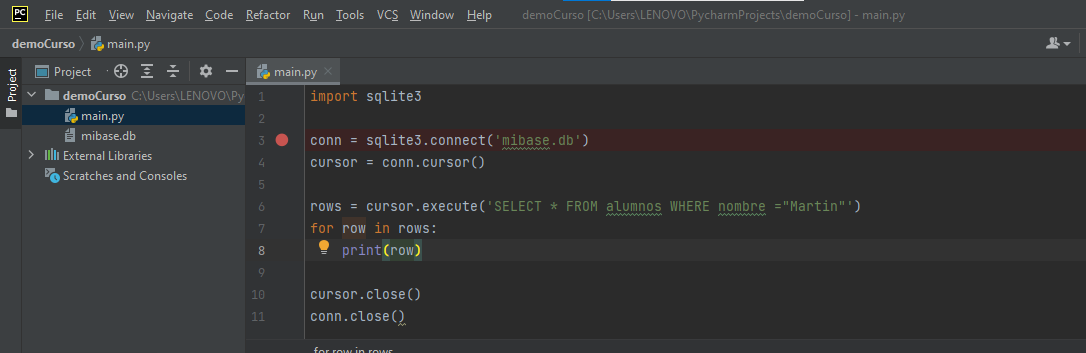 PC File Edit View Navigate Code Refactor Run Tools VCS Window Help demoCurso [C:\Users\LENOVO\PycharmProjects\demoCurso] - main.py
demoCurso main.py
Project Project main.py
demoCurso C:\Users\LENOVO\Py
main.py
mibase.db
External Libraries
Scratches and Consoles
1 import sqlite3
2
3 conn = sqlite3.connect('mibase.db')
4 cursor = conn.cursor()
5
6 rows = cursor.execute('SELECT * FROM alumnos WHERE nombre ="Martin"')
7 for row in rows:
8 print(row)
9
10 cursor.close()
11 conn.close()
for row in rows